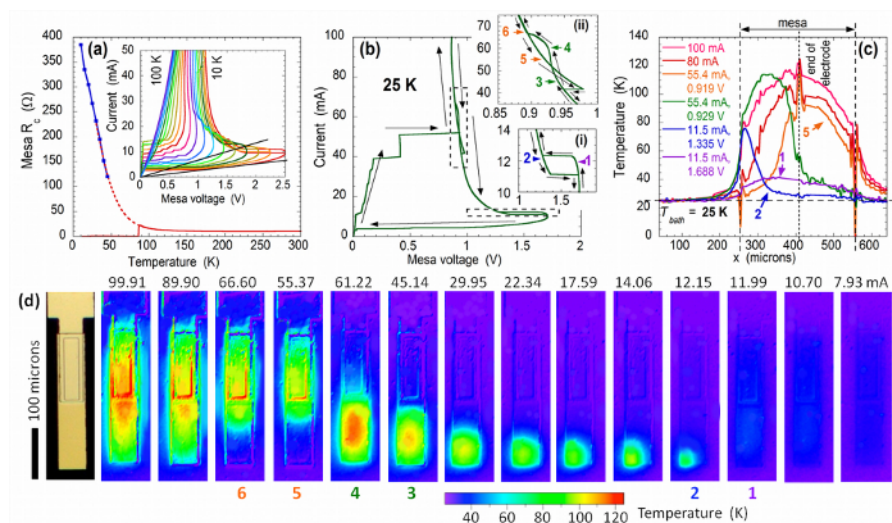 (a)
Mesa Rc (Ω)
400
350
300
250
200
150
100
50
0
0 50 100 150 200 250 300
Temperature (K)
Current (mA)
50
40
30
20
10
0
100 K
10 K
0 0.5 1 1.5 2 2.5
Mesa voltage (V)
(b)
25 K
Current (mA)
100
80
60
40
20
0
0 0.5 1 1.5 2
Mesa voltage (V)
(ii)
70
60
50
40
6
5
4
3
0.85 0.9 0.95 1
(i)
14
12
11
2
1
1 1.5 2
mesa
(c)
end of electrode
Temperature (K)
140
120
100
80
60
40
20
0
100 mA
80 mA
55.4 mA,
0.919 V
55.4 mA,
0.929 V
11.5 mA,
1.335 V
11.5 mA,
1.688 V
5
1
2
Tbath = 25 K
100 200 300 400 500 600
x (microns)
(d)
99.91 89.90 66.60 55.37 61.22 45.14 29.95 22.34 17.59 14.06 12.15 11.99 10.70 7.93 mA
100 microns
6 5 4 3 2 1
40 60 80 100 120
Temperature (K)